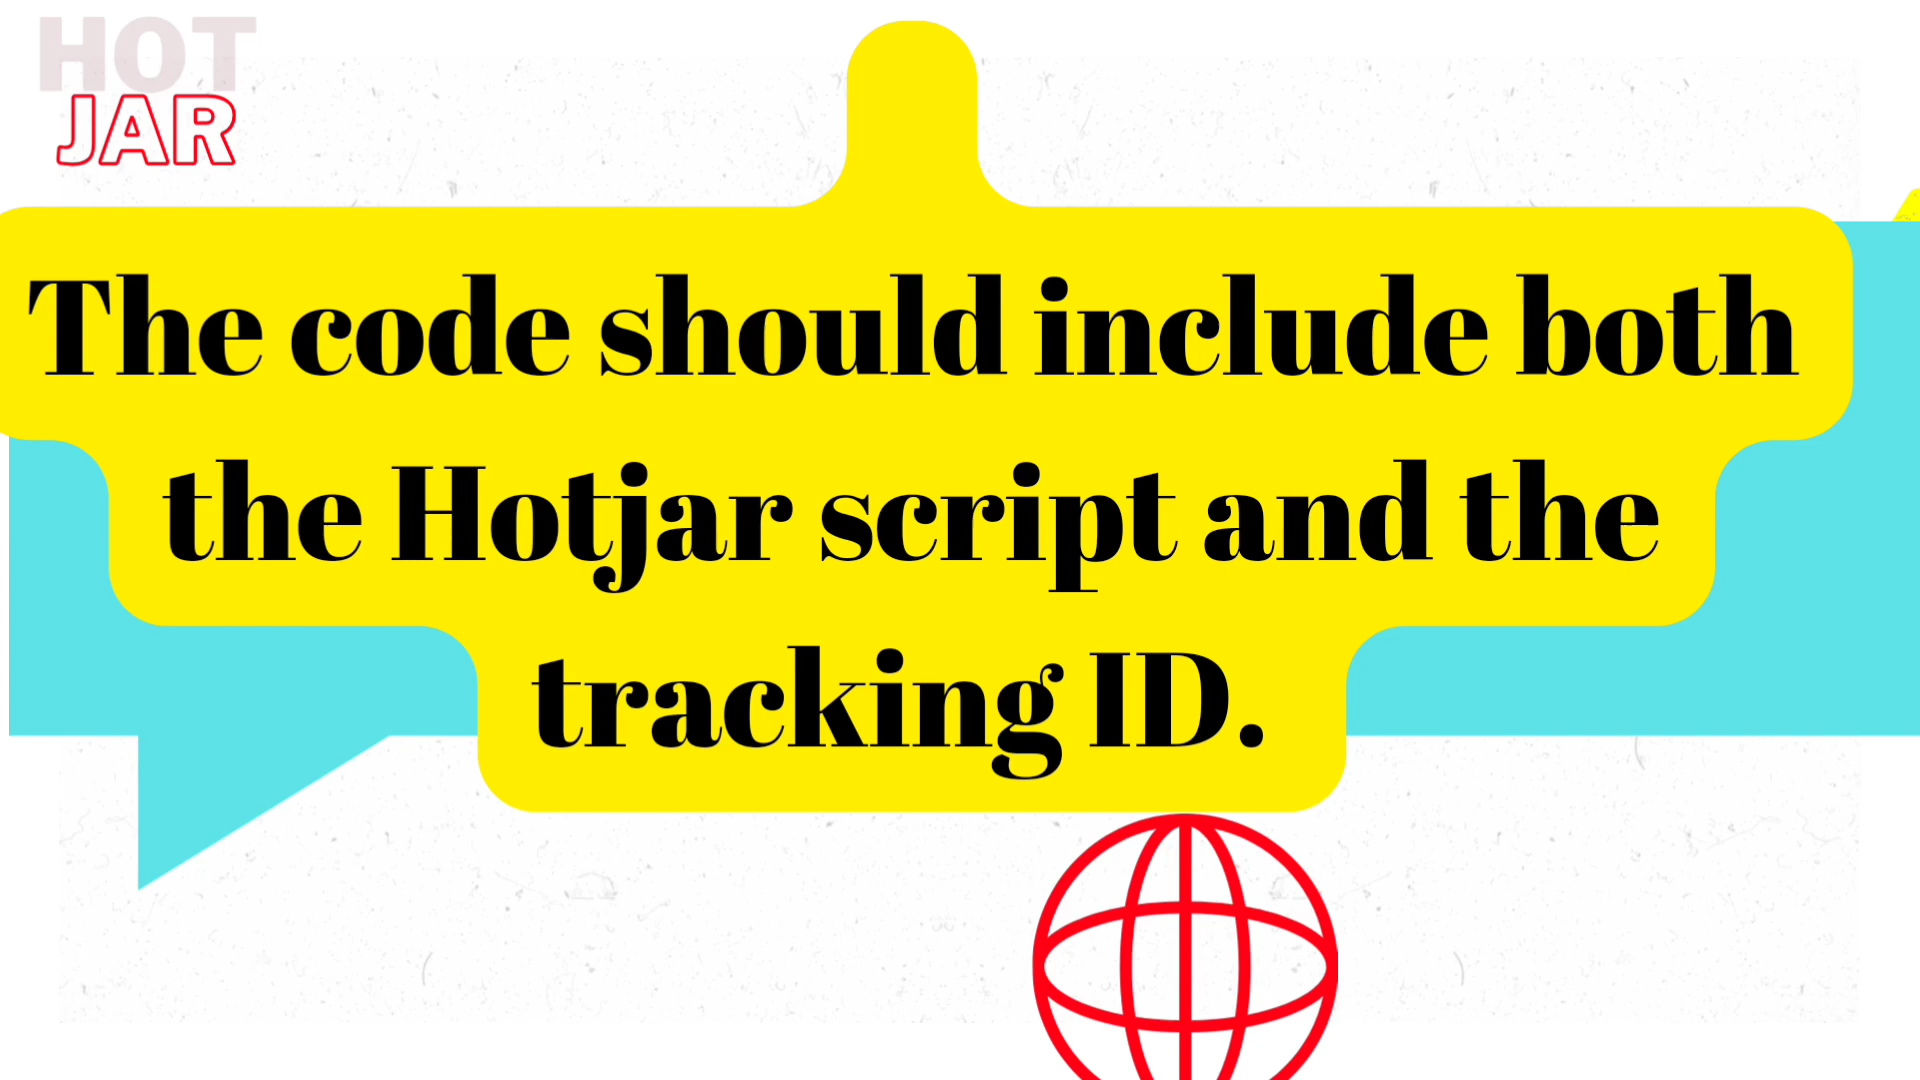 HOT
JAR
The code should include both
the Hotjar script and the
tracking ID.